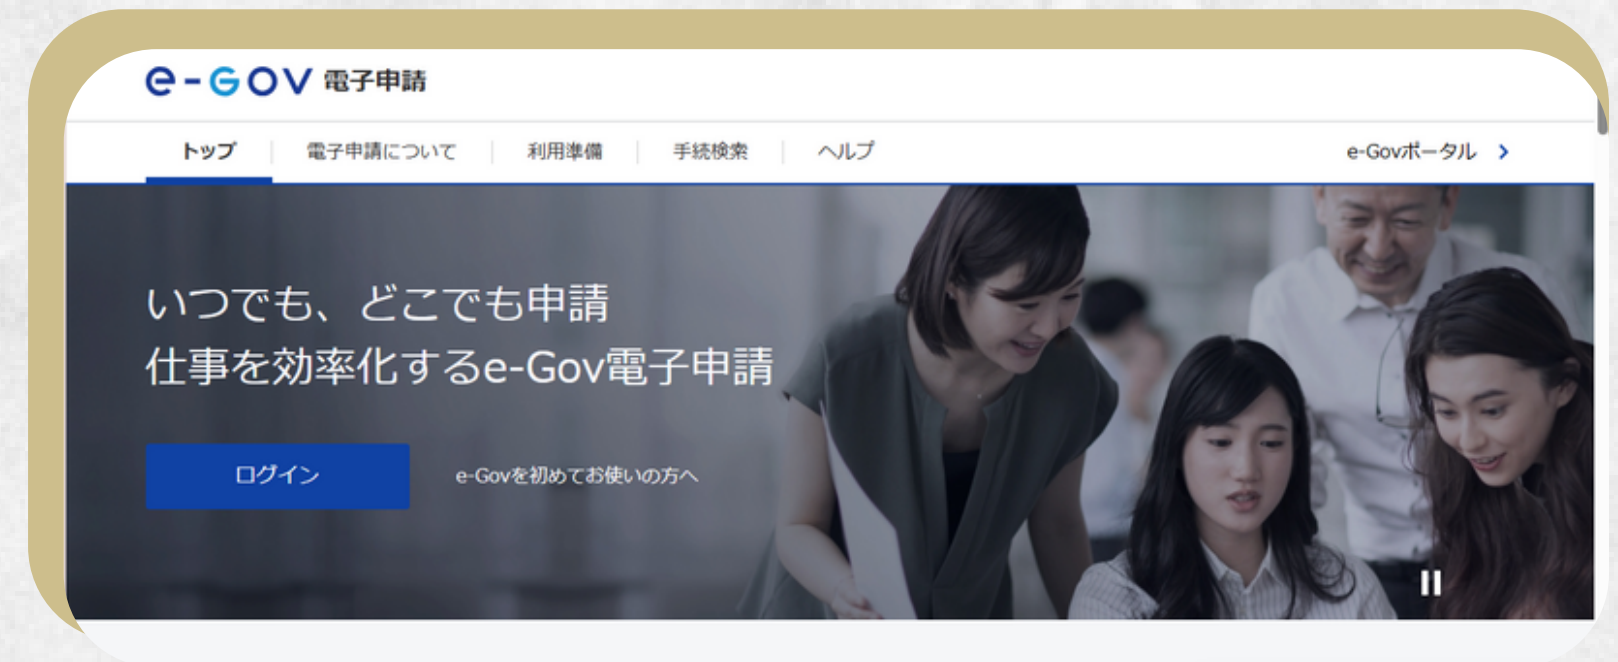 e-Gov 電子申請
トップ
電子申請について
利用準備
手続検索
ヘルプ
e-Govポータル
いつでも、どこでも申請
仕事を効率化するe-Gov電子申請
ログイン
e-Govを初めてお使いの方へ